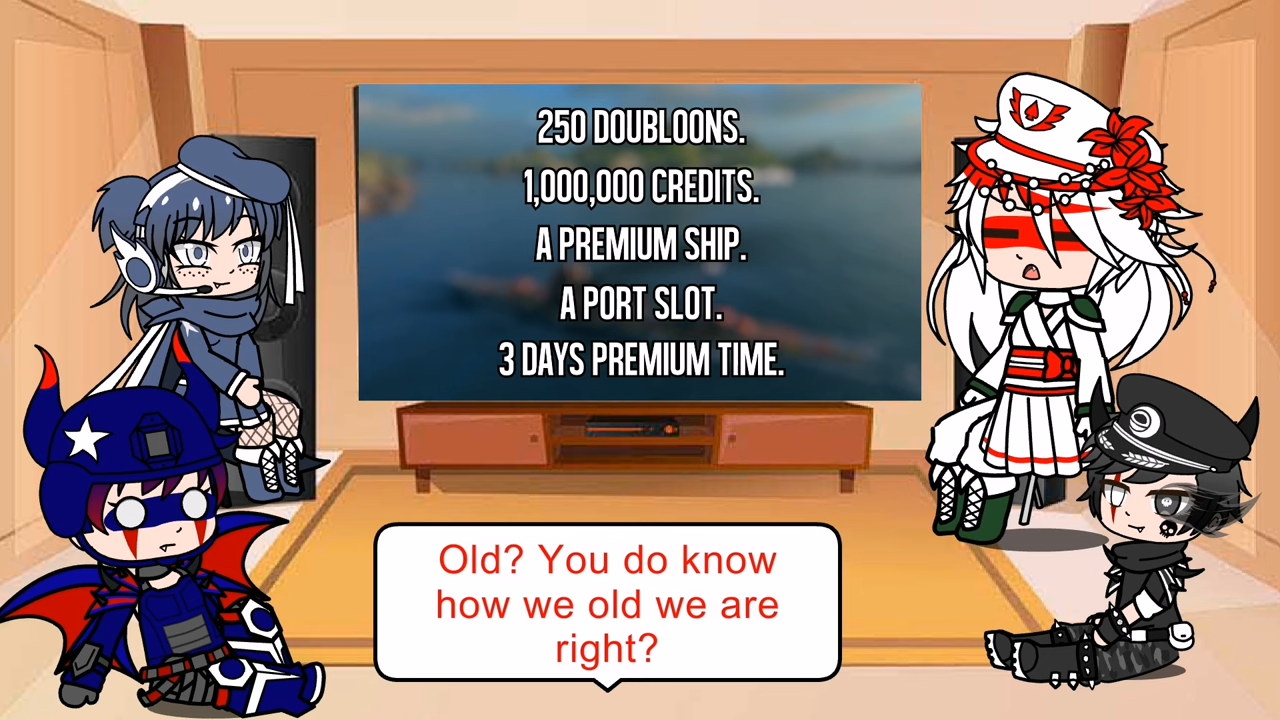 250 DOUBLOONS.
1,000,000 CREDITS.
A PREMIUM SHIP.
A PORT SLOT.
3 DAYS PREMIUM TIME.
Old? You do know
how we old we are
right?